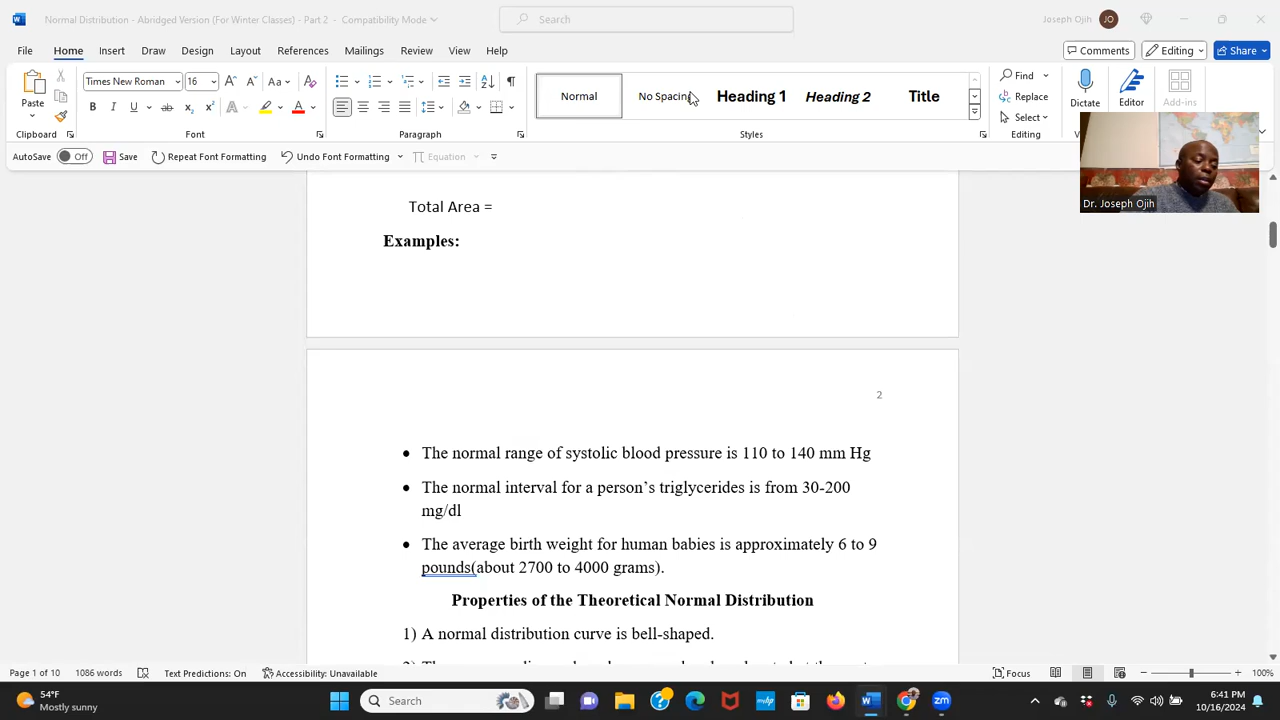 Normal Distribution - Abridged Version (For Winter Classes) - Part 2 - Compatibility Mode
Search
Joseph Ojih
JO
File Home Insert Draw Design Layout References Mailings Review View Help
Comments Editing Share
Paste
Times New Roman 16
Normal
No Spacing
Heading 1
Heading 2
Title
Find
Replace
Select
Dictate
Editor
Add-ins
Clipboard
Font
Paragraph
Styles
Editing
AutoSave Off Save Repeat Font Formatting Undo Font Formatting Equation
Dr. Joseph Ojih
Total Area =
Examples:
2
• The normal range of systolic blood pressure is 110 to 140 mm Hg
• The normal interval for a person's triglycerides is from 30-200
mg/dl
• The average birth weight for human babies is approximately 6 to 9
pounds(about 2700 to 4000 grams).
Properties of the Theoretical Normal Distribution
1) A normal distribution curve is bell-shaped.
Page 1 of 10 1086 words Text Predictions: On Accessibility: Unavailable Focus 100%
54°F
Mostly sunny
Search
6:41 PM
10/16/2024